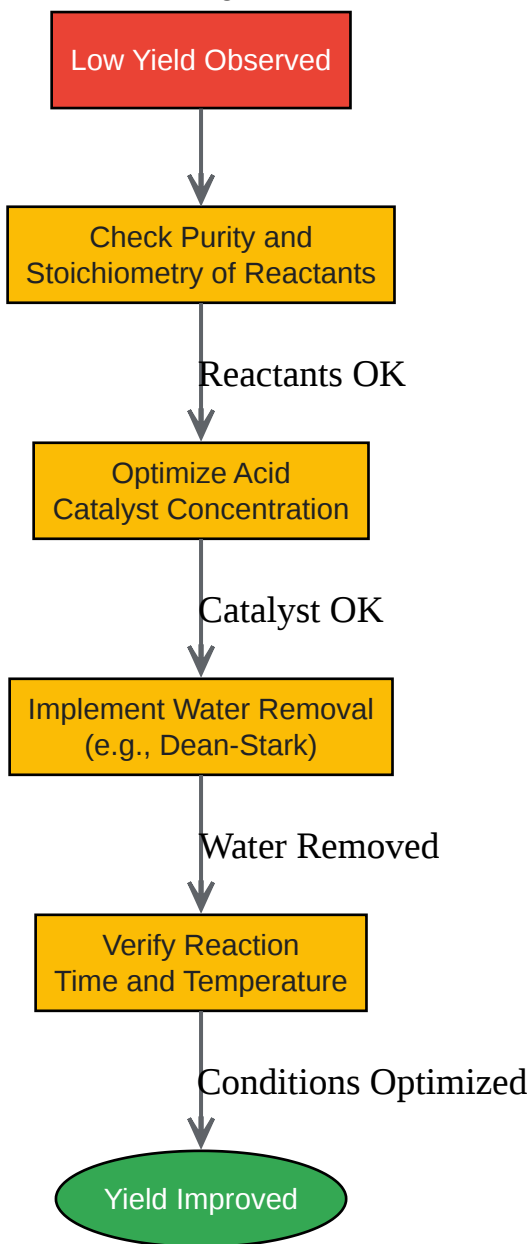 Low Yield Observed
Check Purity and
Stoichiometry of Reactants
Reactants OK
Optimize Acid
Catalyst Concentration
Catalyst OK
Implement Water Removal
(e.g., Dean-Stark)
Water Removed
Verify Reaction
Time and Temperature
Conditions Optimized
Yield Improved